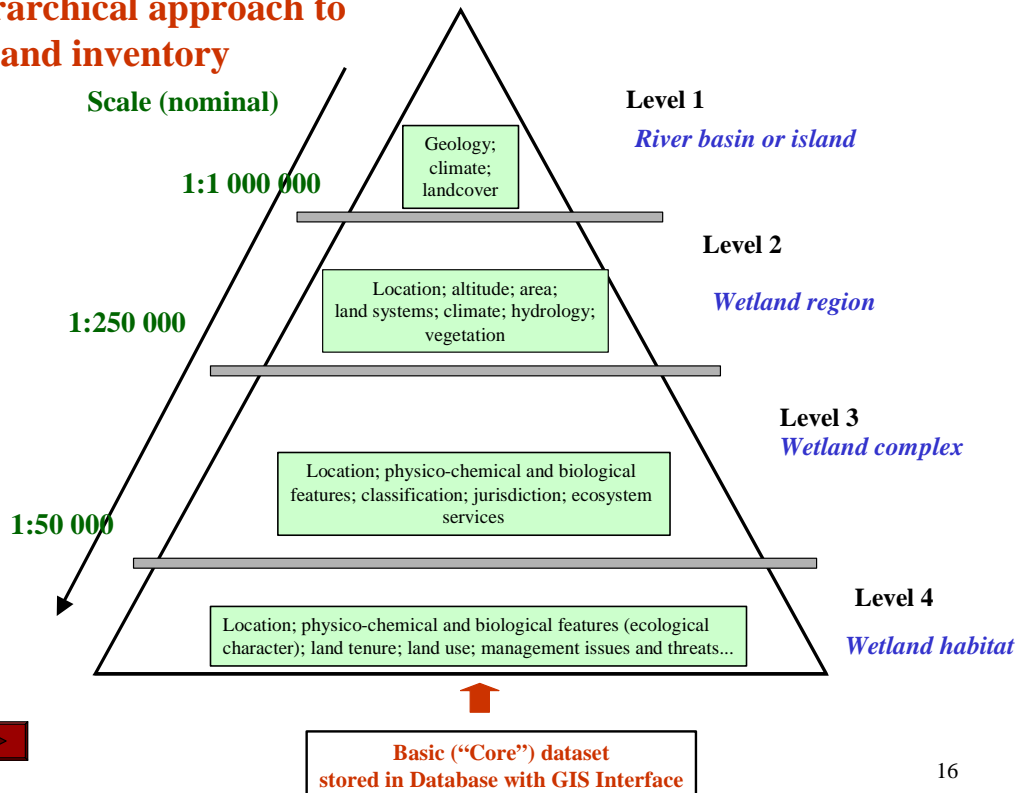 archical approach to
and inventory
Scale (nominal)
Level 1
River basin or island
Geology;
climate;
landcover
1:1 000 000
Level 2
Wetland region
Location; altitude; area;
land systems; climate; hydrology;
vegetation
1:250 000
Level 3
Wetland complex
Location; physico-chemical and biological
features; classification; jurisdiction; ecosystem
services
1:50 000
Level 4
Wetland habitat
Location; physico-chemical and biological features (ecological
character); land tenure; land use; management issues and threats...
Basic (“Core”) dataset
stored in Database with GIS Interface
16